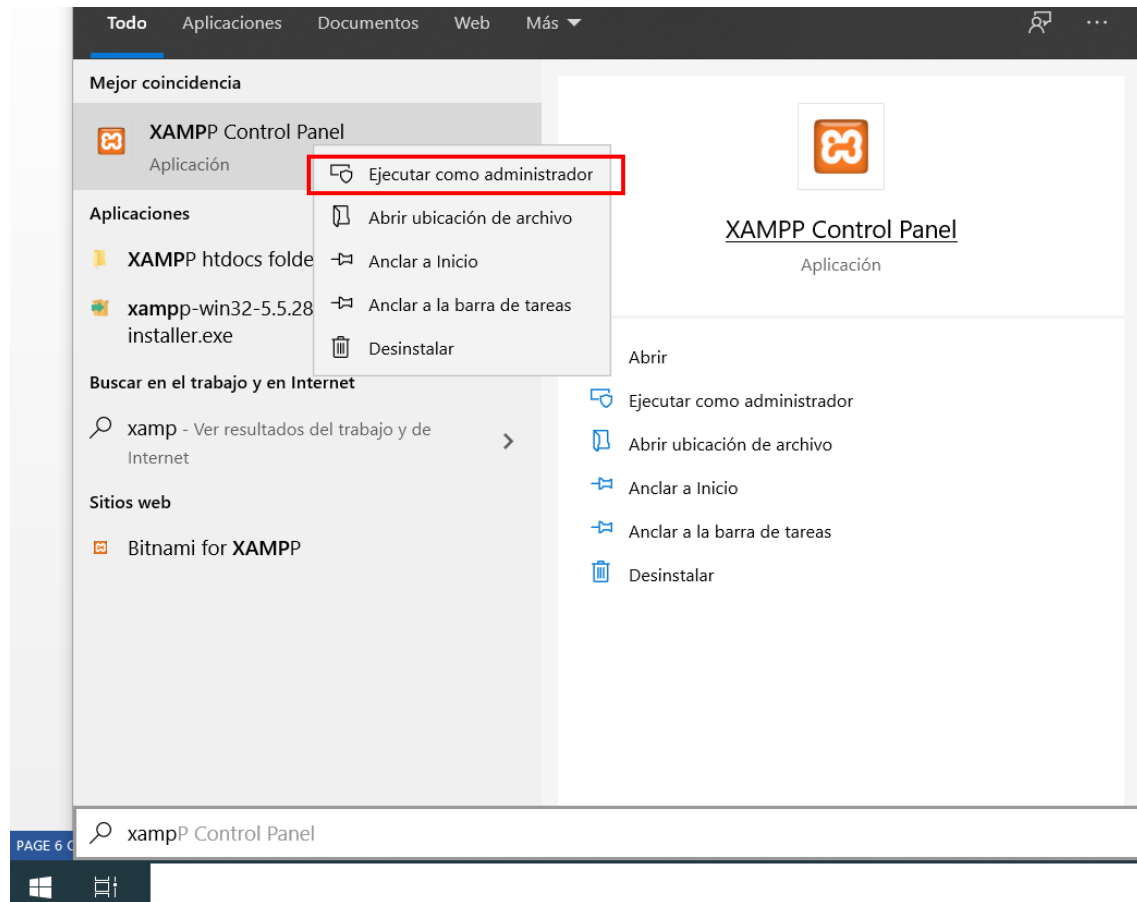 Todo Aplicaciones Documentos Web Más
Mejor coincidencia
XAMPP Control Panel
Aplicación
Ejecutar como administrador
Abrir ubicación de archivo
Anclar a Inicio
Anclar a la barra de tareas
Desinstalar
Aplicaciones
XAMPP htdocs folde
xampp-win32-5.5.28
installer.exe
Buscar en el trabajo y en Internet
xamp - Ver resultados del trabajo y de
Internet
Sitios web
Bitnami for XAMPP
XAMPP Control Panel
Aplicación
Abrir
Ejecutar como administrador
Abrir ubicación de archivo
Anclar a Inicio
Anclar a la barra de tareas
Desinstalar
xampP Control Panel
PAGE 6